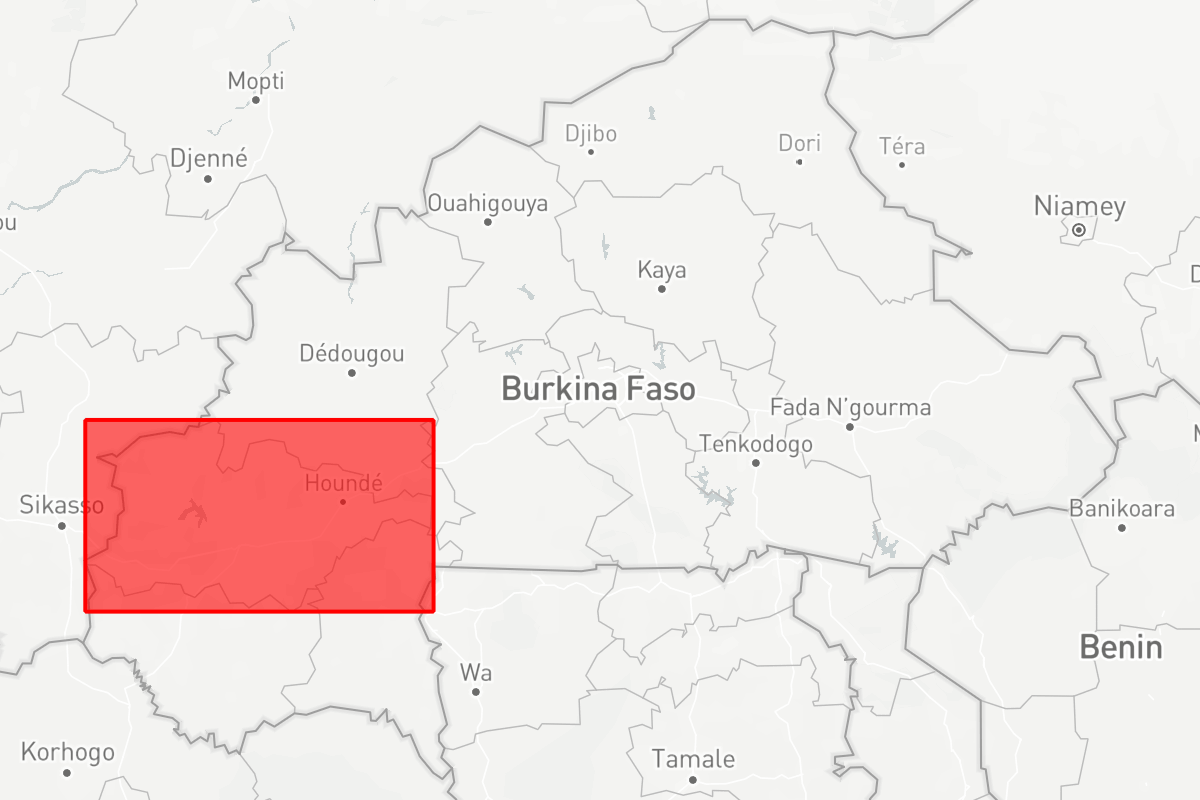 Mopti
Djibo
Dori
Téra
Djenné
Ouahigouya
Niamey
Kaya
Dédougou
Burkina Faso
Fada N'gourma
Tenkodogo
Houndé
Sikasso
Banikoara
Benin
Wa
Korhogo
Tamale